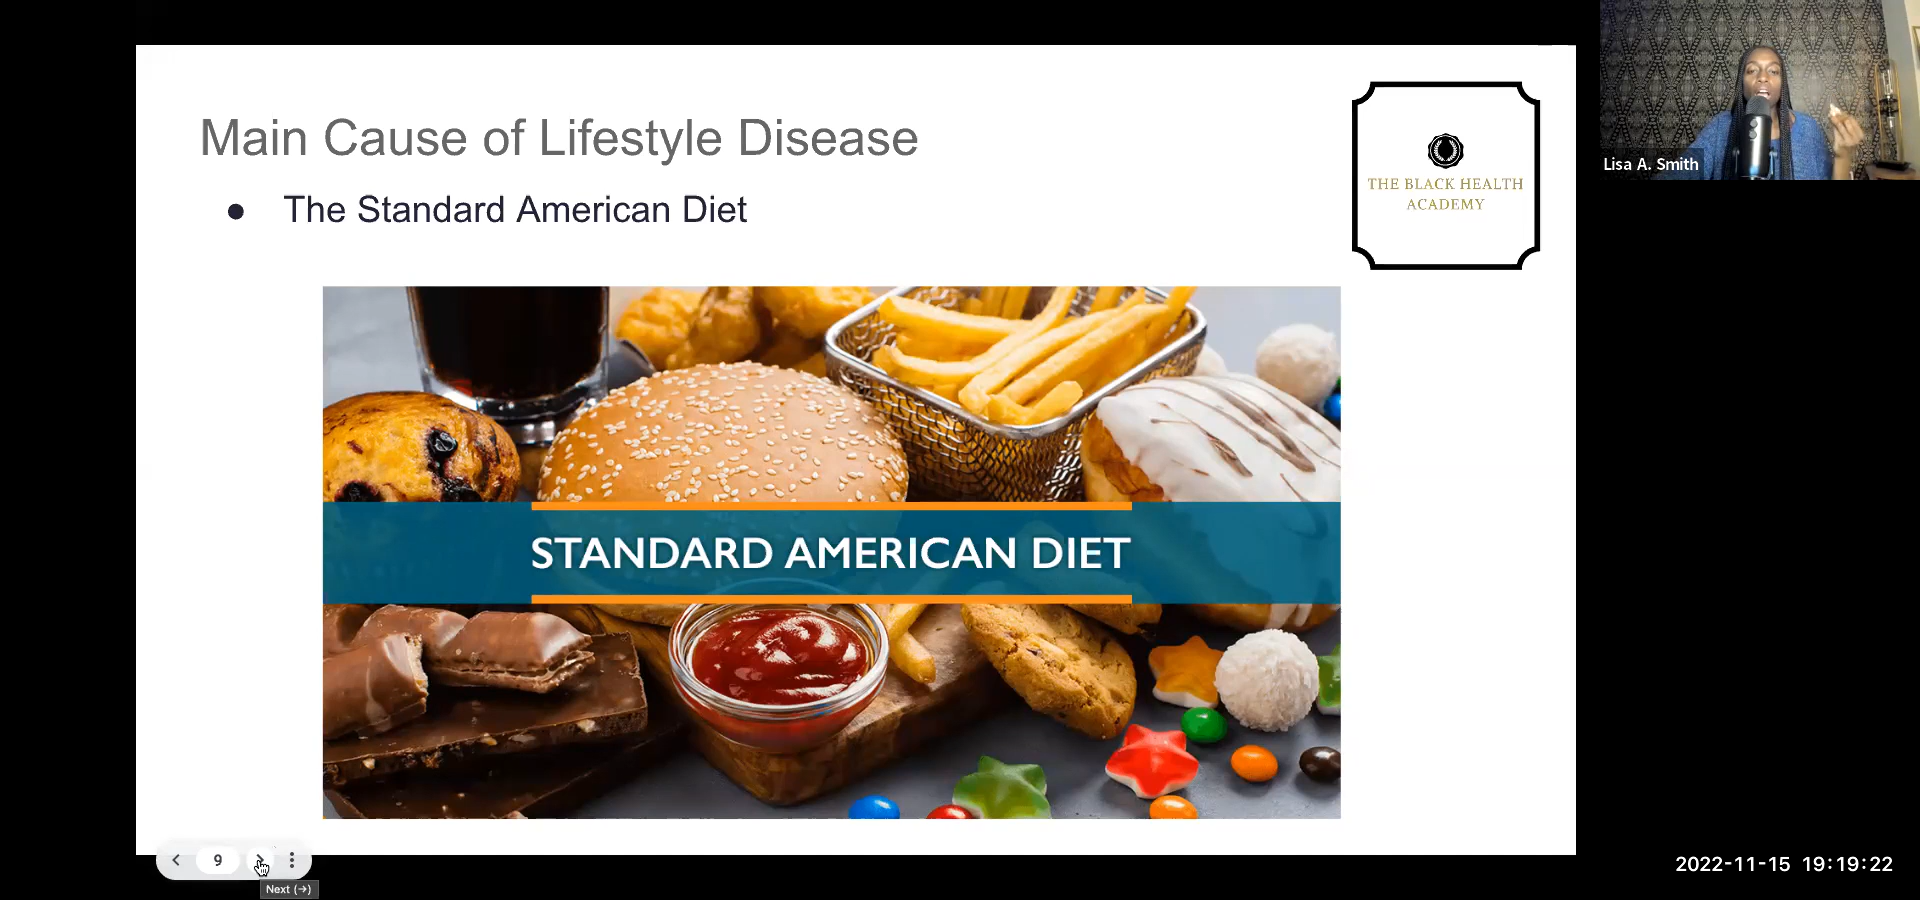 Main Cause of Lifestyle Disease
● The Standard American Diet
THE BLACK HEALTH
ACADEMY
STANDARD AMERICAN DIET
Lisa A. Smith
9
Next (→)
2022-11-15 19:19:22